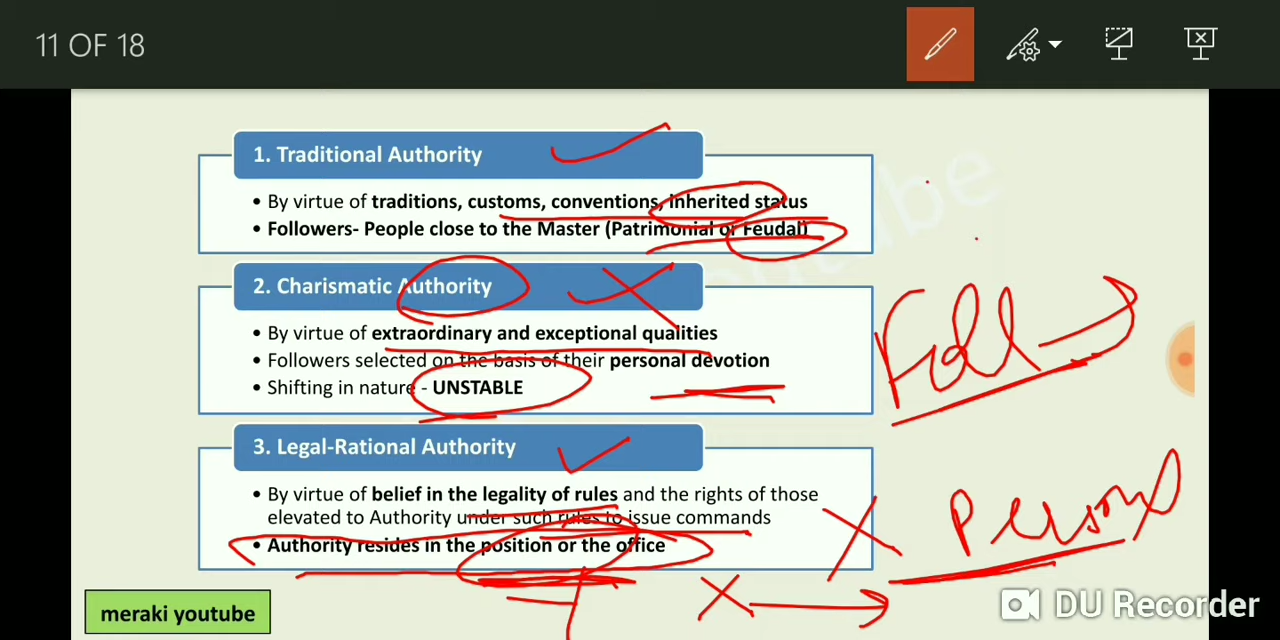 11 OF 18
1. Traditional Authority
• By virtue of traditions, customs, conventions, inherited status
• Followers- People close to the Master (Patrimonial or Feudal)
2. Charismatic Authority
• By virtue of extraordinary and exceptional qualities
• Followers selected on the basis of their personal devotion
• Shifting in nature - UNSTABLE
3. Legal-Rational Authority
• By virtue of belief in the legality of rules and the rights of those
elevated to Authority under such rules to issue commands
• Authority resides in the position or the office
Person
meraki youtube
DU Recorder